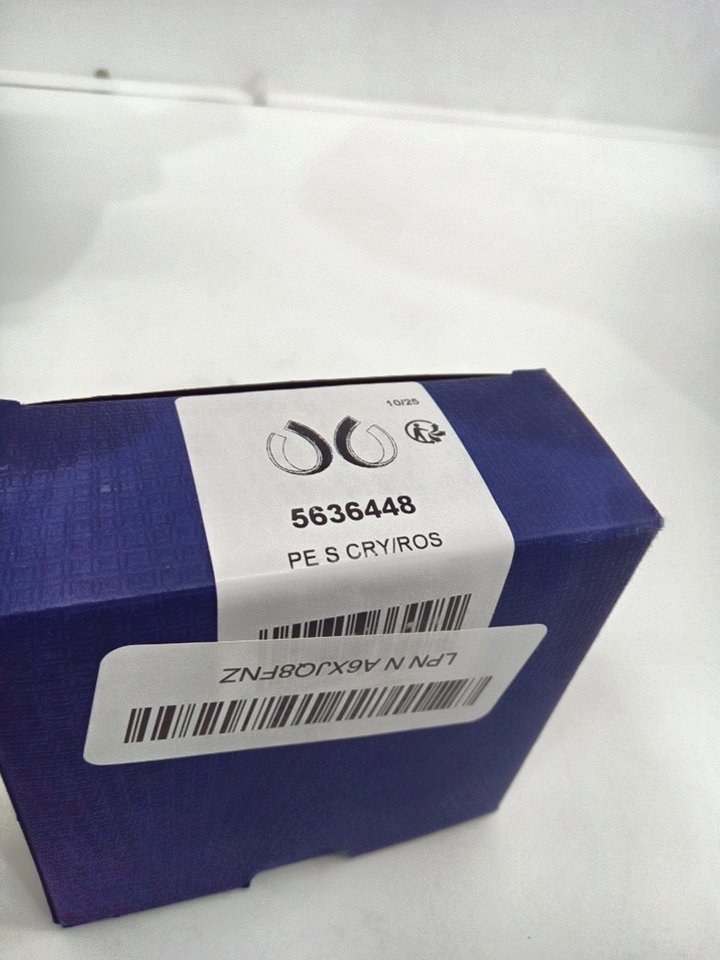 10/25
5636448
PE S CRY/ROS
LPN N A6XJQ8FNZ